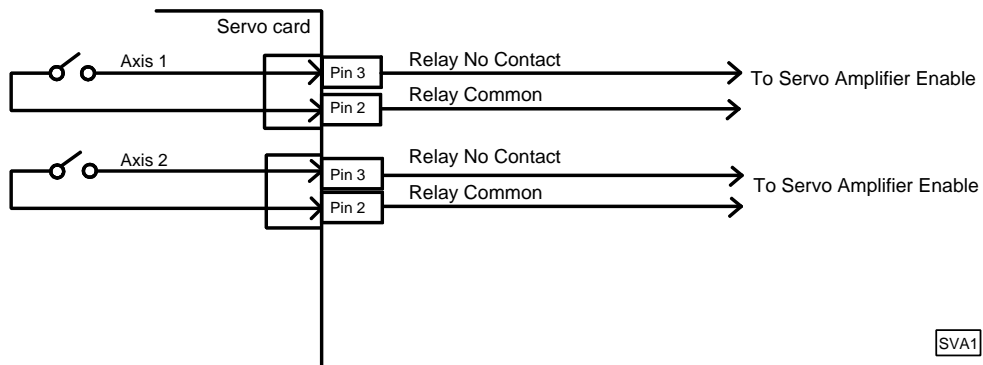 Servo card
Axis 1
Pin 3
Relay No Contact
To Servo Amplifier Enable
Pin 2
Relay Common
Axis 2
Pin 3
Relay No Contact
To Servo Amplifier Enable
Pin 2
Relay Common
SVA1